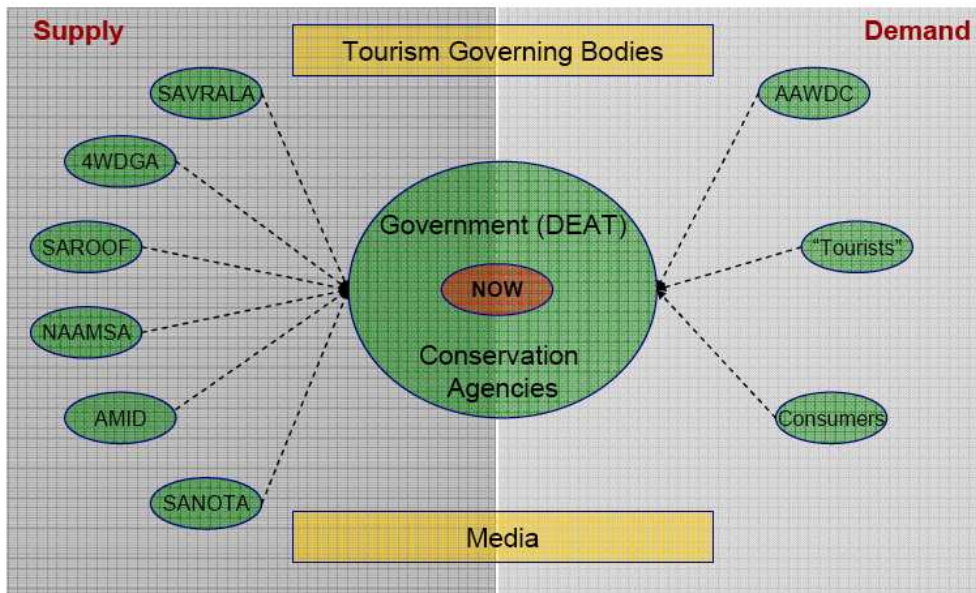 Supply
Demand
Tourism Governing Bodies
SAVRALA
AAWDC
4WDGA
Government (DEAT)
SAROOF
"Tourists"
NOW
NAAMSA
Conservation
Agencies
AMID
Consumers
SANOTA
Media